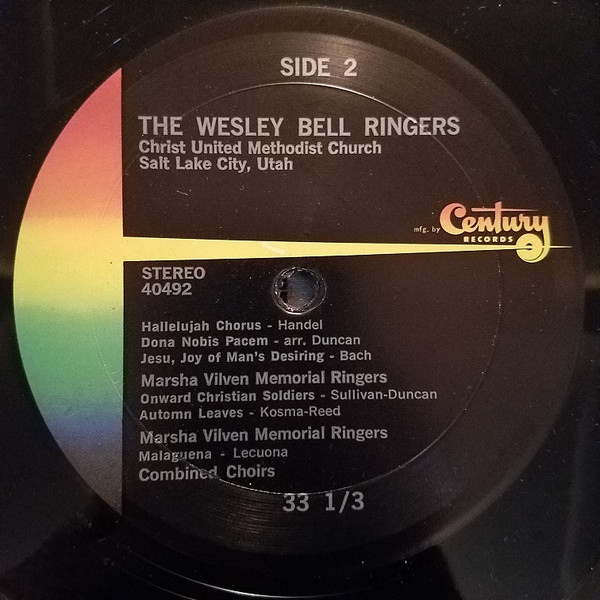 SIDE 2
THE WESLEY BELL RINGERS
Christ United Methodist Church
Salt Lake City, Utah
mfg. by Century
RECORDS
STEREO
40492
Hallelujah Chorus - Handel
Dona Nobis Pacem - arr. Duncan
Jesu, Joy of Man's Desiring - Bach
Marsha Vilven Memorial Ringers
Onward Christian Soldiers - Sullivan-Duncan
Automn Leaves - Kosma-Reed
Marsha Vilven Memorial Ringers
Malaguena - Lecuona
Combined Choirs
33 1/3